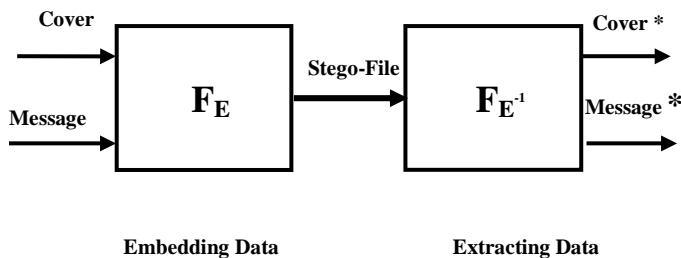 Cover
Message
F_E
Stego-File
F_E^-1
Cover *
Message *
Embedding Data
Extracting Data